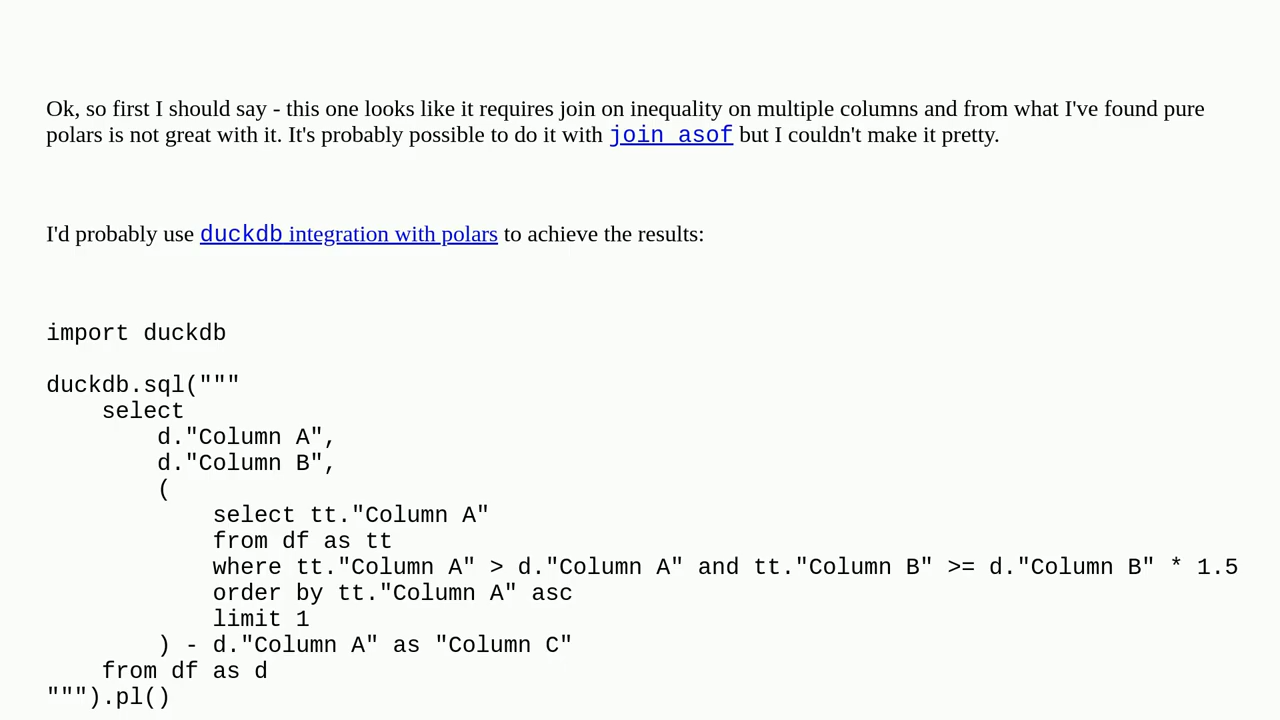 Ok, so first I should say - this one looks like it requires join on inequality on multiple columns and from what I've found pure
polars is not great with it. It's probably possible to do it with join_asof but I couldn't make it pretty.
I'd probably use duckdb integration with polars to achieve the results:
import duckdb
duckdb.sql("""
    select
        d."Column A",
        d."Column B",
        (
            select tt."Column A"
            from df as tt
            where tt."Column A" > d."Column A" and tt."Column B" >= d."Column B" * 1.5
            order by tt."Column A" asc
            limit 1
        ) - d."Column A" as "Column C"
    from df as d
""").pl()